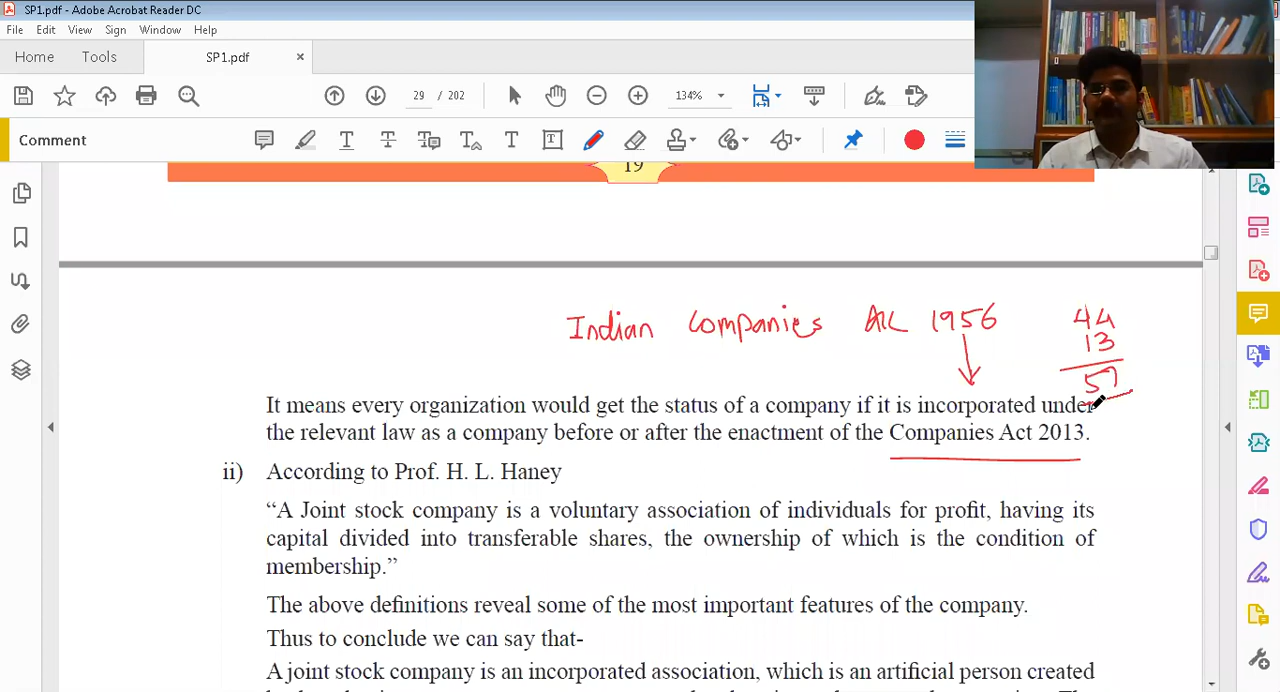 SP1.pdf - Adobe Acrobat Reader DC
File Edit View Sign Window Help
Home Tools SP1.pdf ×
29 / 202 134%
Comment
19
Indian Companies Act 1956 44
13
57
It means every organization would get the status of a company if it is incorporated under
the relevant law as a company before or after the enactment of the Companies Act 2013.
ii) According to Prof. H. L. Haney
“A Joint stock company is a voluntary association of individuals for profit, having its
capital divided into transferable shares, the ownership of which is the condition of
membership.”
The above definitions reveal some of the most important features of the company.
Thus to conclude we can say that-
A joint stock company is an incorporated association, which is an artificial person created